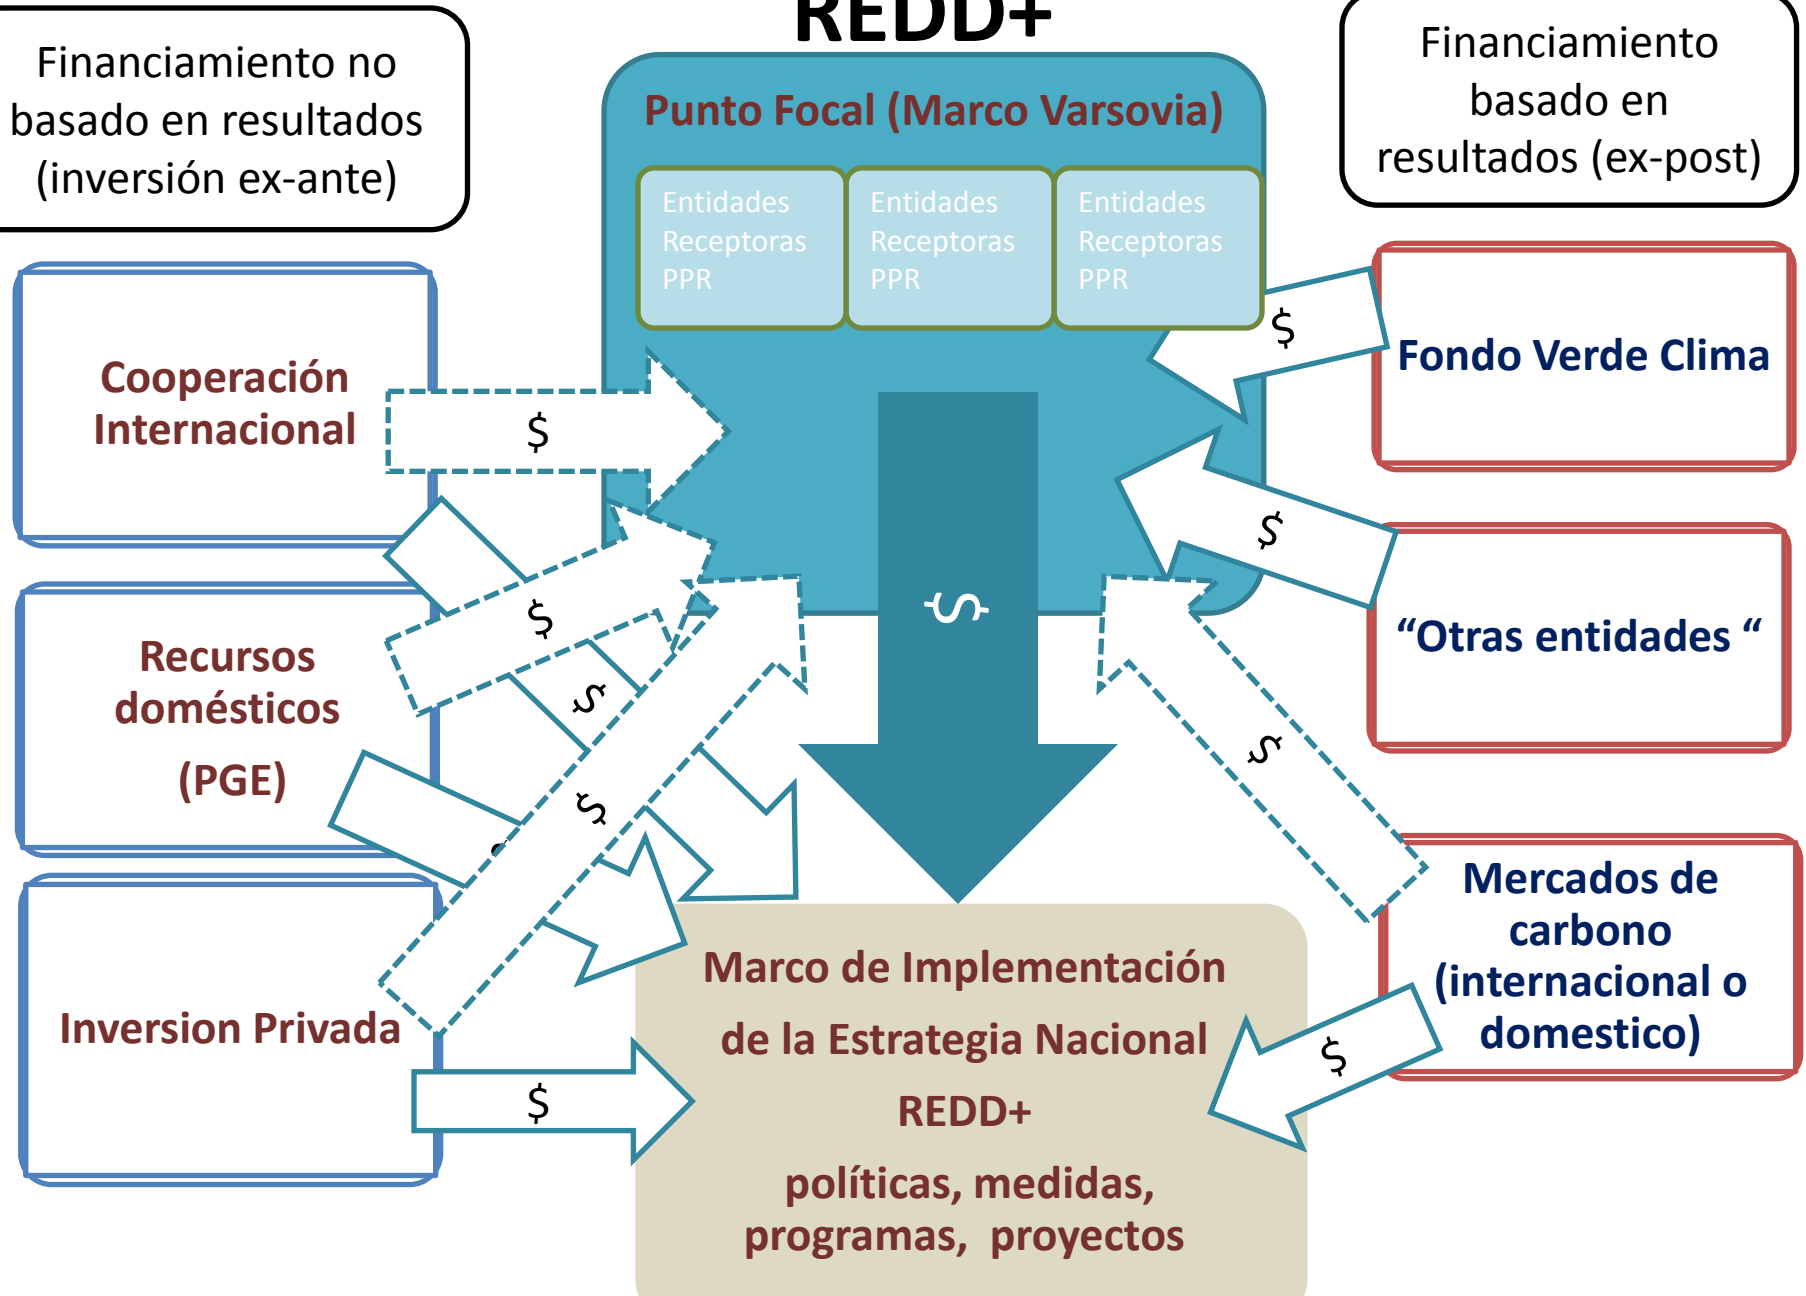 REDD+
Financiamiento no
basado en resultados
(inversión ex-ante)
Punto Focal (Marco Varsovia)
Entidades
Receptoras
PPR
Entidades
Receptoras
PPR
Entidades
Receptoras
PPR
Financiamiento
basado en
resultados (ex-post)
Cooperación
Internacional
$
Recursos
domésticos
(PGE)
$
$
$
Inversion Privada
$
$
$
Fondo Verde Clima
$
“Otras entidades “
$
Mercados de
carbono
(internacional o
domestico)
$
Marco de Implementación
de la Estrategia Nacional
REDD+
políticas, medidas,
programas,  proyectos
$